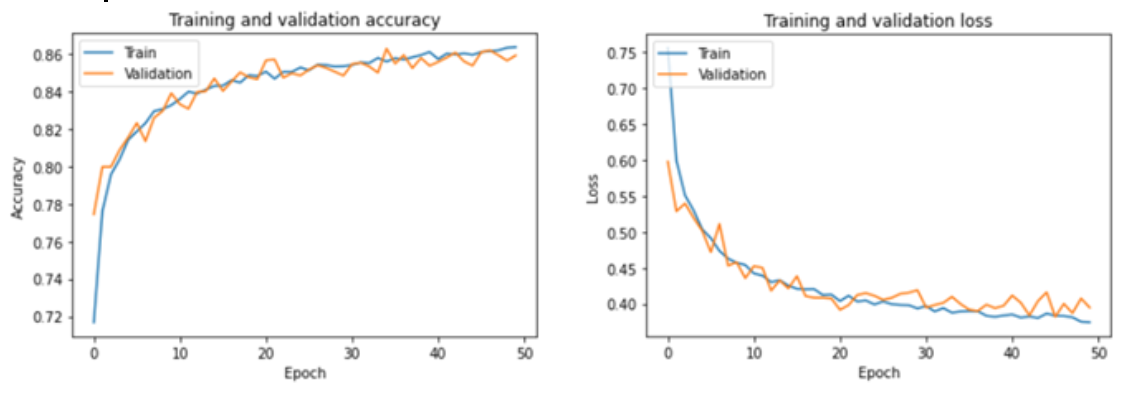 Training and validation accuracy
Train
Validation
0.86
0.84
0.82
0.80
0.78
0.76
0.74
0.72
Accuracy
0 10 20 30 40 50
Epoch
Training and validation loss
Train
Validation
0.75
0.70
0.65
0.60
0.55
0.50
0.45
0.40
Loss
0 10 20 30 40 50
Epoch